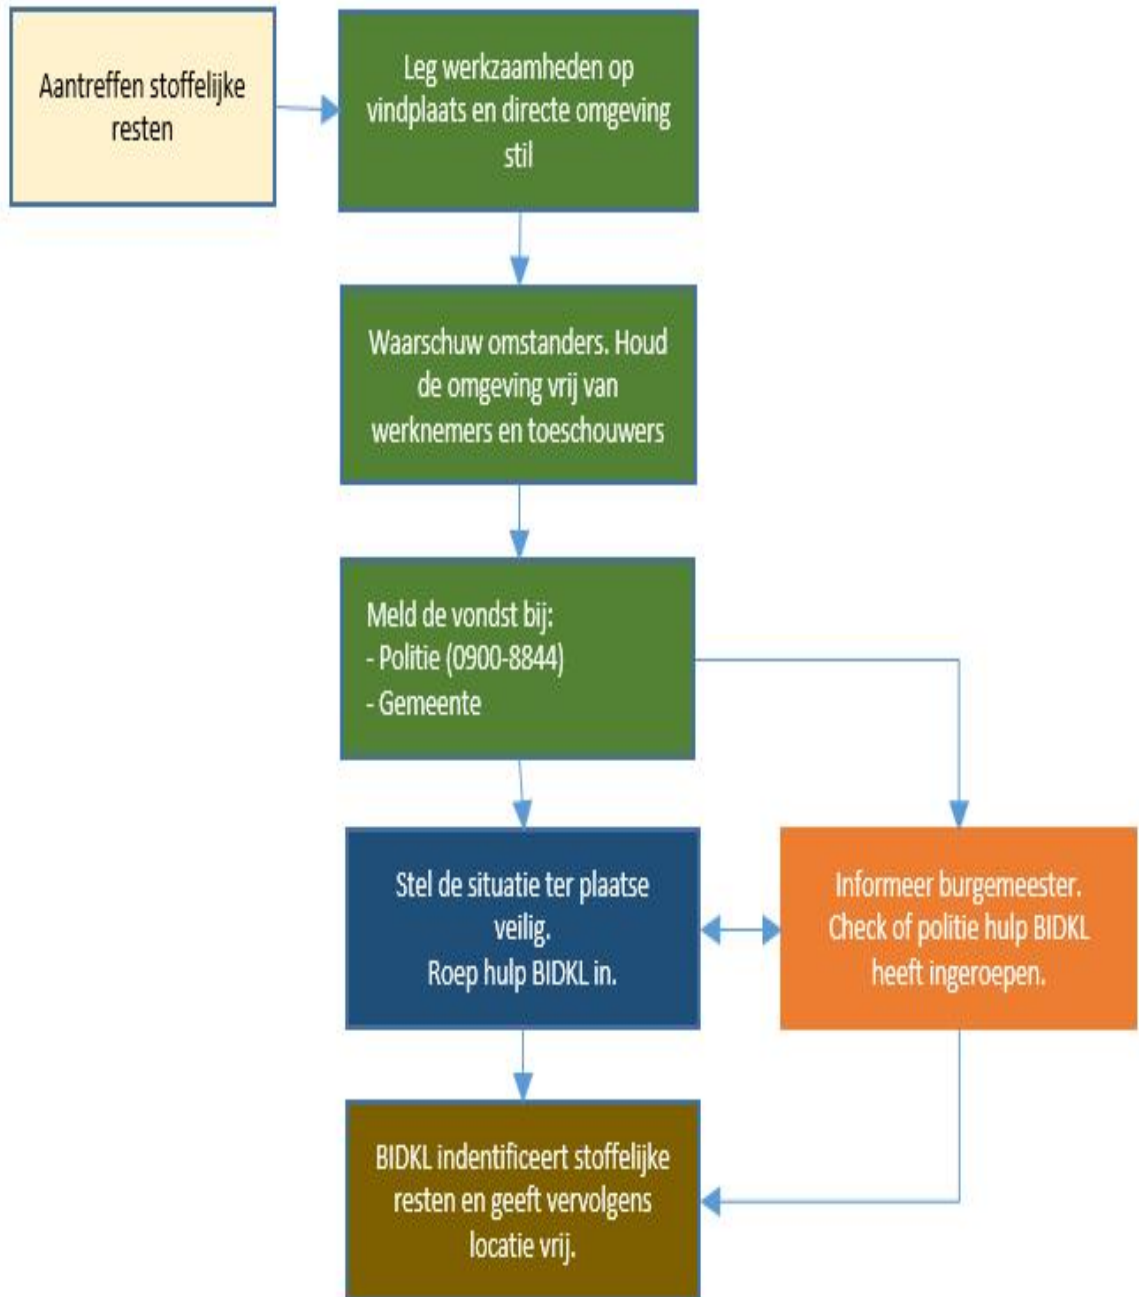 Aantreffen stoffelijke
resten
Leg werkzaamheden op
vindplaats en directe omgeving
stil
Waarschuw omstanders. Houd
de omgeving vrij van
werknemers en toeschouwers
Meld de vondst bij:
- Politie (0900-8844)
- Gemeente
Stel de situatie ter plaatse
veilig.
Roep hulp BIDKL in.
Informeer burgemeester.
Check of politie hulp BIDKL
heeft ingeroepen.
BIDKL indentificeert stoffelijke
resten en geeft vervolgens
locatie vrij.